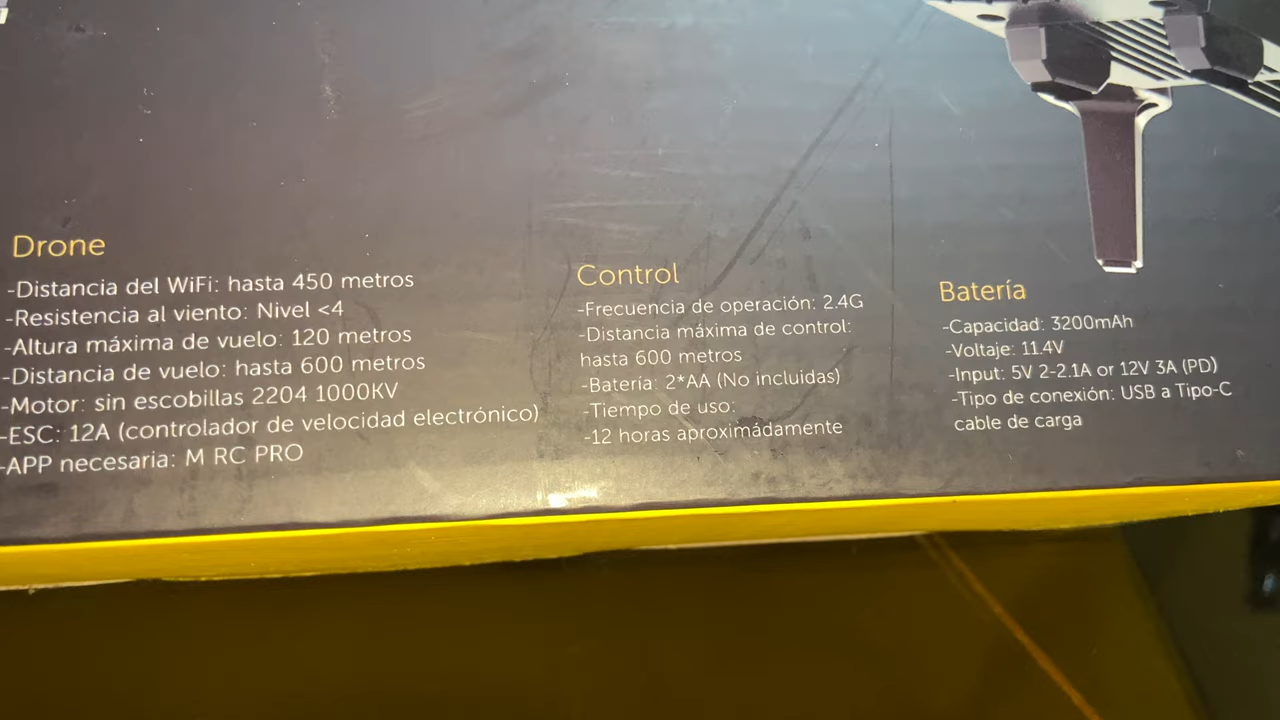 Drone
-Distancia del WiFi: hasta 450 metros
-Resistencia al viento: Nivel <4
-Altura máxima de vuelo: 120 metros
-Distancia de vuelo: hasta 600 metros
-Motor: sin escobillas 2204 1000KV
-ESC: 12A (controlador de velocidad electrónico)
-APP necesaria: M RC PRO
Control
-Frecuencia de operación: 2.4G
-Distancia máxima de control:
hasta 600 metros
-Batería: 2*AA (No incluidas)
-Tiempo de uso:
-12 horas aproximádamente
Batería
-Capacidad: 3200mAh
-Voltaje: 11.4V
-Input: 5V 2-2.1A or 12V 3A (PD)
-Tipo de conexión: USB a Tipo-C
cable de carga